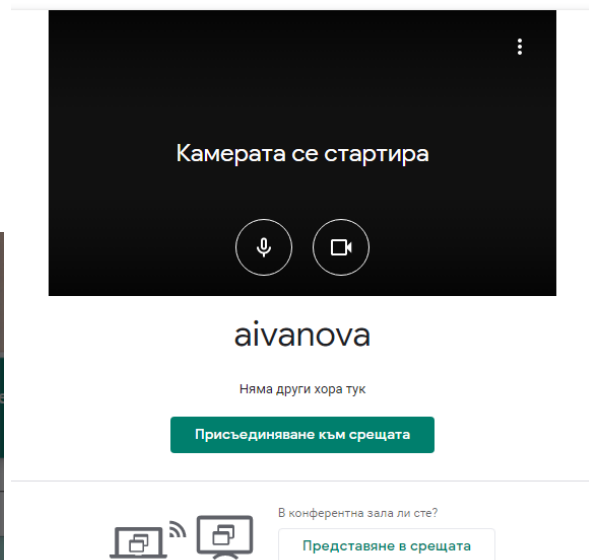 Камерата се стартира
aivanova
Няма други хора тук
Присъединяване към срещата
В конферентна зала ли сте?
Представяне в срещата